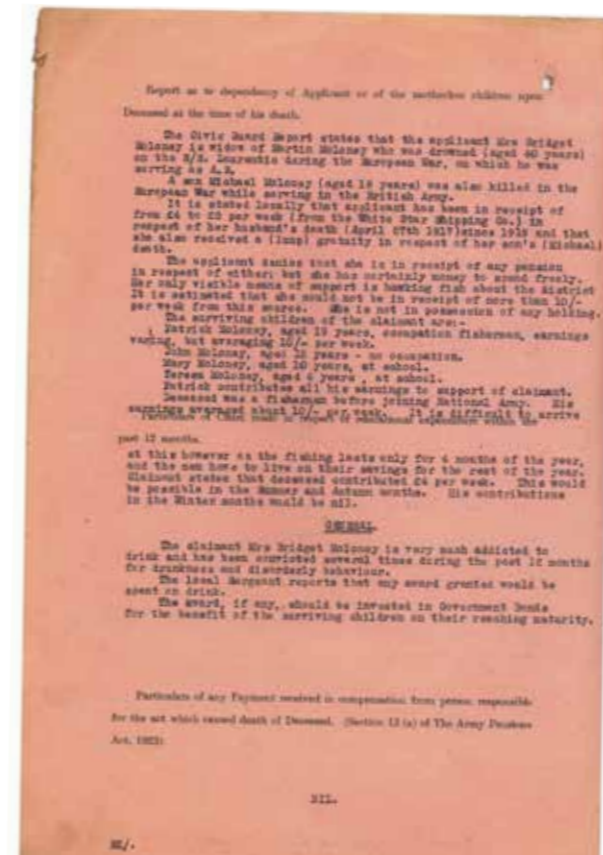 Report as to dependency of Applicant or of the motherless children upon
Deceased at the time of his death.
The Civic Guard Report states that the applicant Mrs Bridget
Moloney is widow of Martin Moloney who was drowned (aged 40 years)
on the H/S. Laurentic during the European War, on which he was
serving as A.B.
A son Michael Moloney (aged 18 years) was also killed in the
European War while serving in the British Army.
It is stated locally that applicant has been in receipt of
from £4 to £5 per week (from the White Star Shipping Co.) in
respect of her husband's death (April 27th 1917) since 1918 and that
she also received a (lump) gratuity in respect of her son's (Michael)
death.
The applicant denies that she is in receipt of any pension
in respect of either; but she has certainly money to spend freely.
Her only visible means of support is hawking fish about the district
It is estimated that she would not be in receipt of more than 10/-
per week from this source. She is not in possession of any holding.
The surviving children of the claimant are:-
Patrick Moloney, aged 19 years, occupation fisherman, earnings
varing, but averaging 10/- per week.
John Moloney, aged years - no occupation.
Mary Moloney, aged 10 years, at school.
Teresa Moloney, aged years, at school.
Patrick contributes all his earnings to support of claimant.
Deceased was a fisherman before joining National Army. His
earnings averaged about 10/- per week. It is difficult to arrive
Particulars of Claim made in respect of exceptional expenditure within the
past 12 months.
at this however as the fishing lasts only for 4 months of the year,
and the men have to live on their savings for the rest of the year.
Claimant states that deceased contributed £4 per week. This would
be possible in the Summer and Autumn months. His contributions
in the Winter months would be nil.
GENERAL.
The claimant Mrs Bridget Moloney is very much addicted to
drink and has been convicted several times during the past 12 months
for drunkness and disorderly behaviour.
The local Sergeant reports that any award granted would be
spent on drink.
The award, if any, should be invested in Government Bonds
for the benefit of the surviving children on their reaching maturity.
Particulars of any Payment received in compensation from person responsible
for the act which caused death of Deceased. (Section 13 (a) of The Army Pensions
Act, 1923)
NIL.